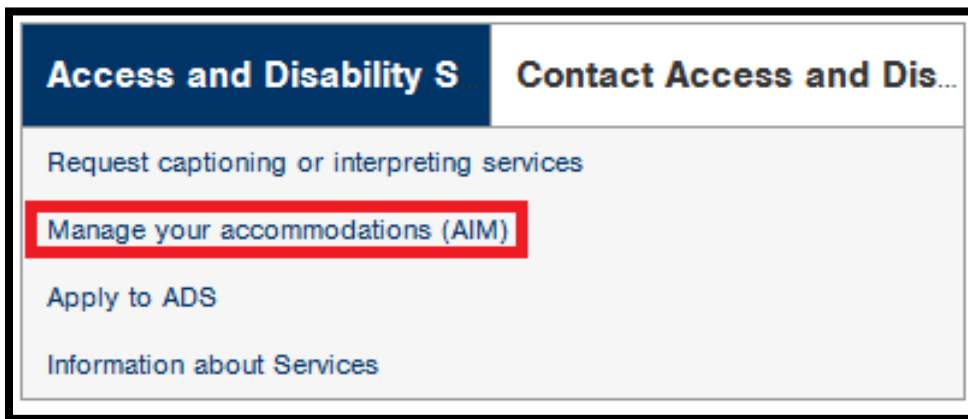 Access and Disability S... Contact Access and Dis...
Request captioning or interpreting services
Manage your accommodations (AIM)
Apply to ADS
Information about Services